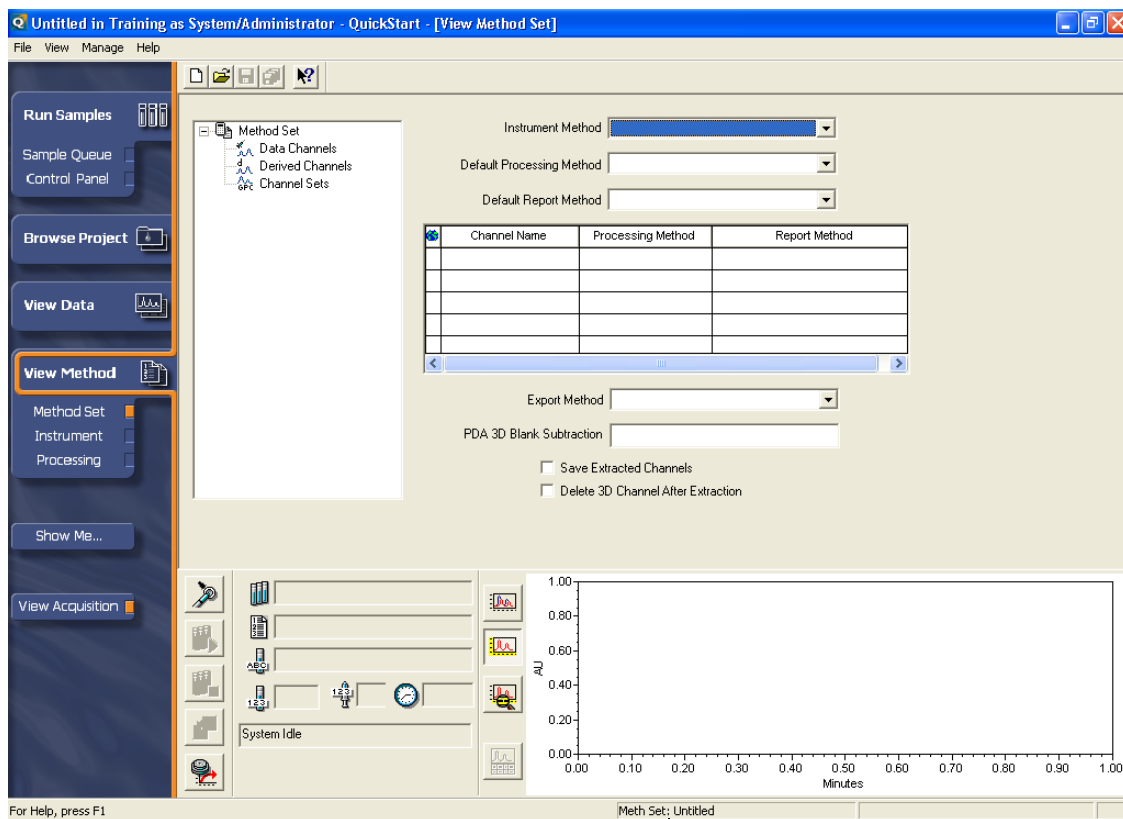 Untitled in Training as System/Administrator - QuickStart - [View Method Set]
File View Manage Help
Run Samples
Sample Queue
Control Panel
Browse Project
View Data
View Method
Method Set
Instrument
Processing
Show Me...
View Acquisition
Method Set
Data Channels
Derived Channels
GPC Channel Sets
Instrument Method
Default Processing Method
Default Report Method
Channel Name Processing Method Report Method
Export Method
PDA 3D Blank Subtraction
Save Extracted Channels
Delete 3D Channel After Extraction
123
ABC
123
123
System Idle
AU
1.00
0.80
0.60
0.40
0.20
0.00
0.00 0.10 0.20 0.30 0.40 0.50 0.60 0.70 0.80 0.90 1.00
Minutes
For Help, press F1
Meth Set: Untitled